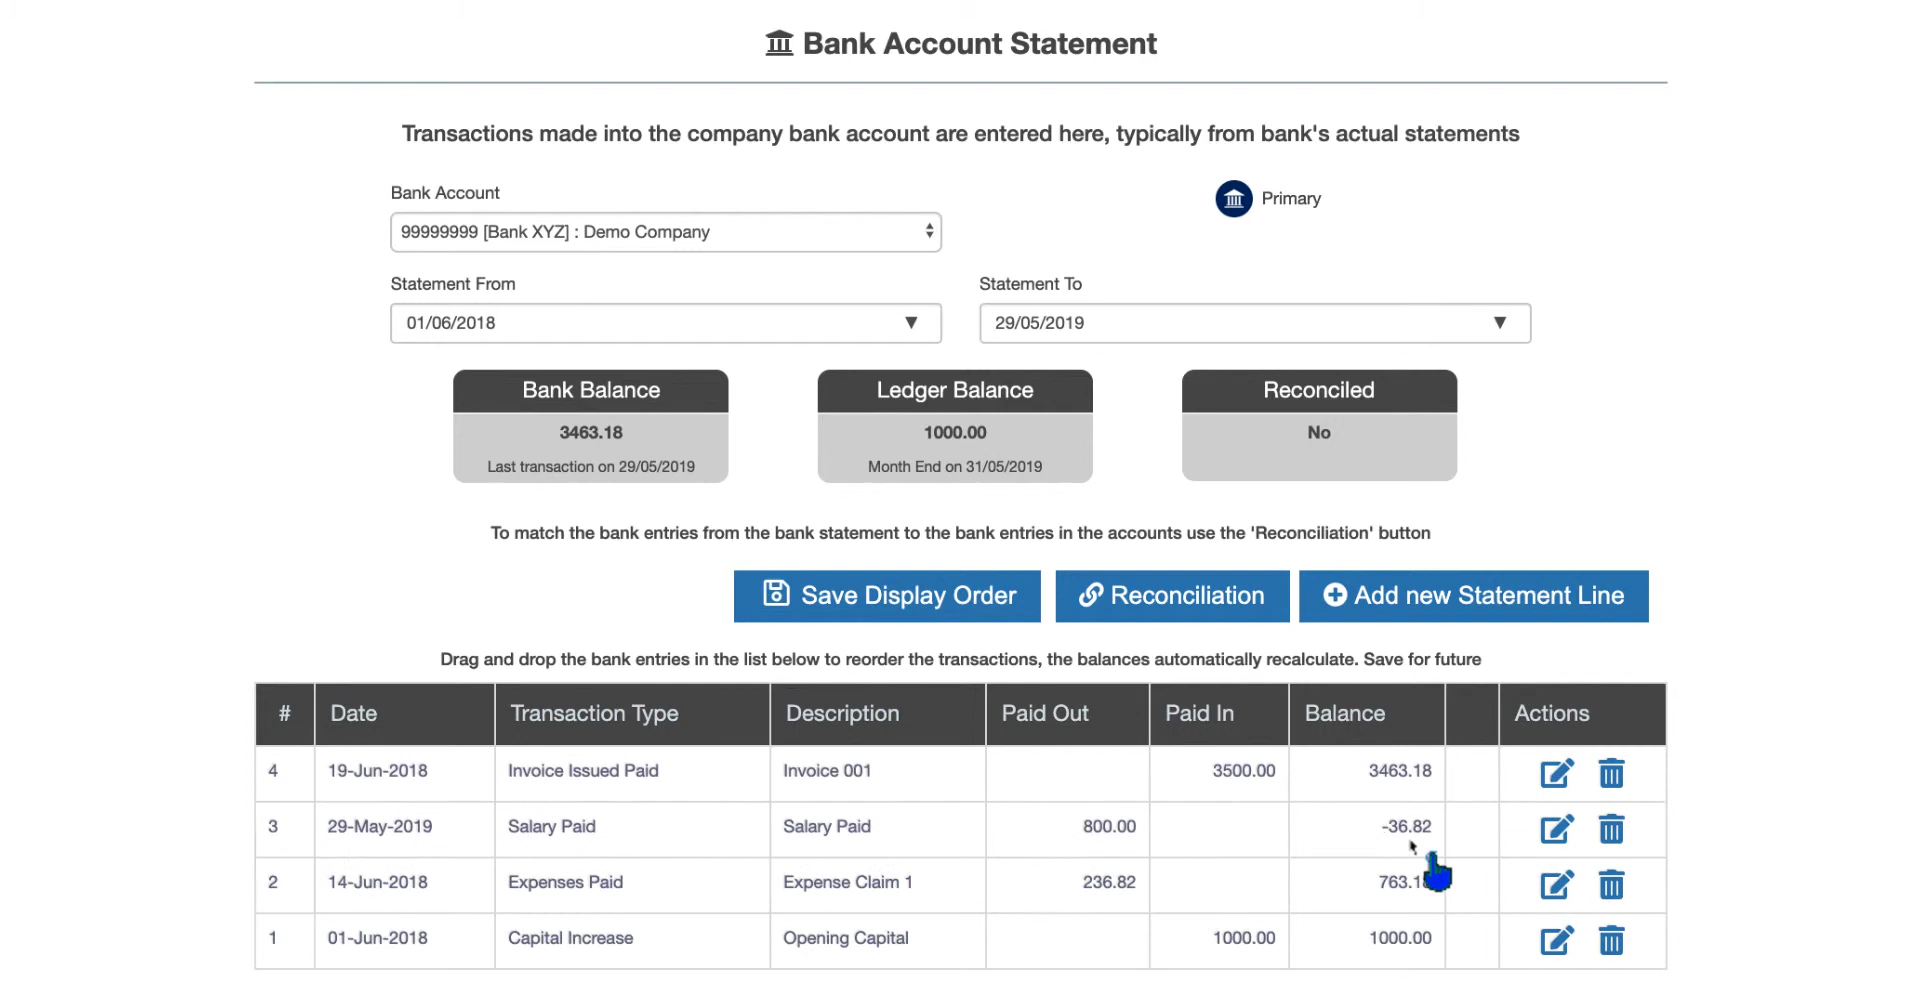 Bank Account Statement
Transactions made into the company bank account are entered here, typically from bank's actual statements
Bank Account
Primary
99999999 [Bank XYZ] : Demo Company
Statement From Statement To
01/06/2018 29/05/2019
Bank Balance Ledger Balance Reconciled
3463.18 1000.00 No
Last transaction on 29/05/2019 Month End on 31/05/2019
To match the bank entries from the bank statement to the bank entries in the accounts use the 'Reconciliation' button
Save Display Order Reconciliation Add new Statement Line
Drag and drop the bank entries in the list below to reorder the transactions, the balances automatically recalculate. Save for future
# Date Transaction Type Description Paid Out Paid In Balance Actions
4 19-Jun-2018 Invoice Issued Paid Invoice 001 3500.00 3463.18
3 29-May-2019 Salary Paid Salary Paid 800.00 -36.82
2 14-Jun-2018 Expenses Paid Expense Claim 1 236.82
1 01-Jun-2018 Capital Increase Opening Capital 1000.00 1000.00